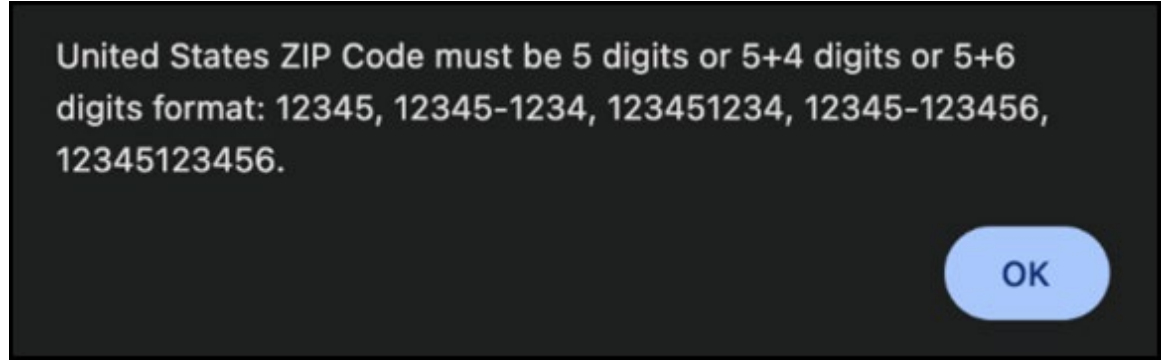 United States ZIP Code must be 5 digits or 5+4 digits or 5+6
digits format: 12345, 12345-1234, 123451234, 12345-123456,
12345123456.
OK